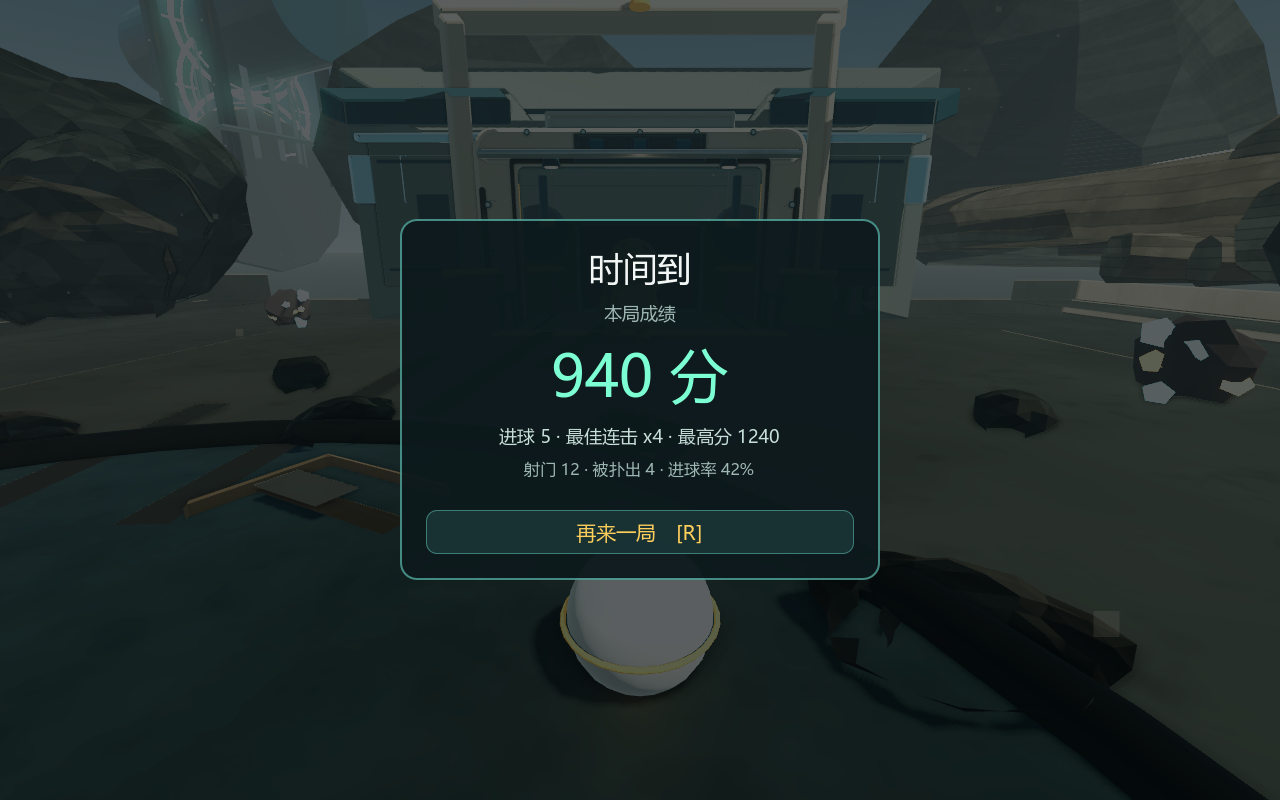 时间到
本局成绩
940 分
进球 5 · 最佳连击 x4 · 最高分 1240
射门 12 · 被扑出 4 · 进球率 42%
再来一局 [R]